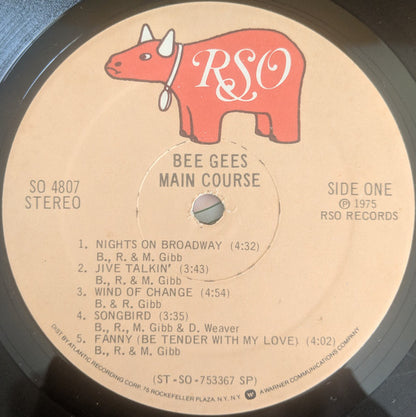 RSO
BEE GEES
MAIN COURSE
SO 4807
STEREO
SIDE ONE
℗ 1975
RSO RECORDS
1. NIGHTS ON BROADWAY (4:32)
B., R. & M. Gibb
2. JIVE TALKIN' (3:43)
B., R. & M. Gibb
3. WIND OF CHANGE (4:54)
B. & R. Gibb
4. SONGBIRD (3:35)
B., R., M. Gibb & D. Weaver
5. FANNY (BE TENDER WITH MY LOVE) (4:02)
B., R. & M. Gibb
(ST-SO-753367 SP)
DIST. BY ATLANTIC RECORDING CORP. 75 ROCKEFELLER PLAZA, N.Y. N.Y. W A WARNER COMMUNICATIONS COMPANY